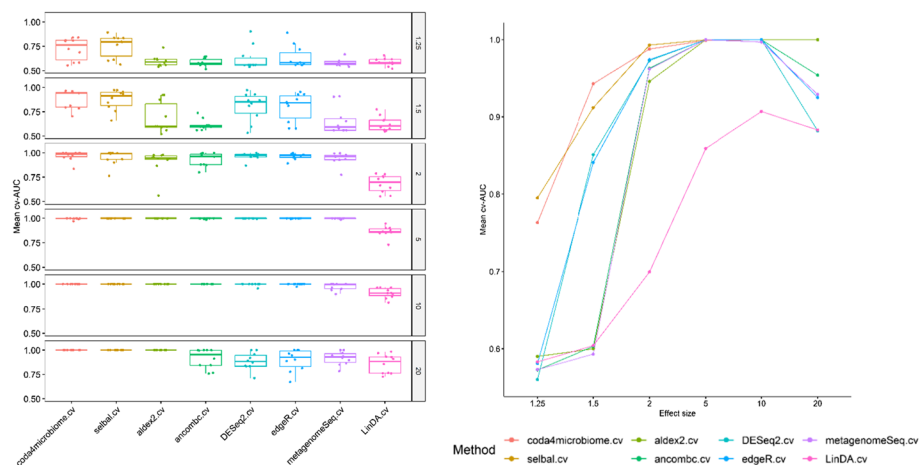 1.00
0.75
0.50
1.25
1.00
0.75
0.50
1.5
1.00
0.75
0.50
2
1.00
0.75
0.50
5
1.00
0.75
0.50
10
1.00
0.75
0.50
20
Mean cv-AUC
coda4microbiome.cv
selbal.cv
aldex2.cv
ancombc.cv
DESeq2.cv
edgeR.cv
metagenomeSeq.cv
LinDA.cv
1.0
0.9
0.8
0.7
0.6
Mean cv-AUC
1.25 1.5 2 5 10 20
Effect size
Method
coda4microbiome.cv aldex2.cv DESeq2.cv metagenomeSeq.cv
selbal.cv ancombc.cv edgeR.cv LinDA.cv